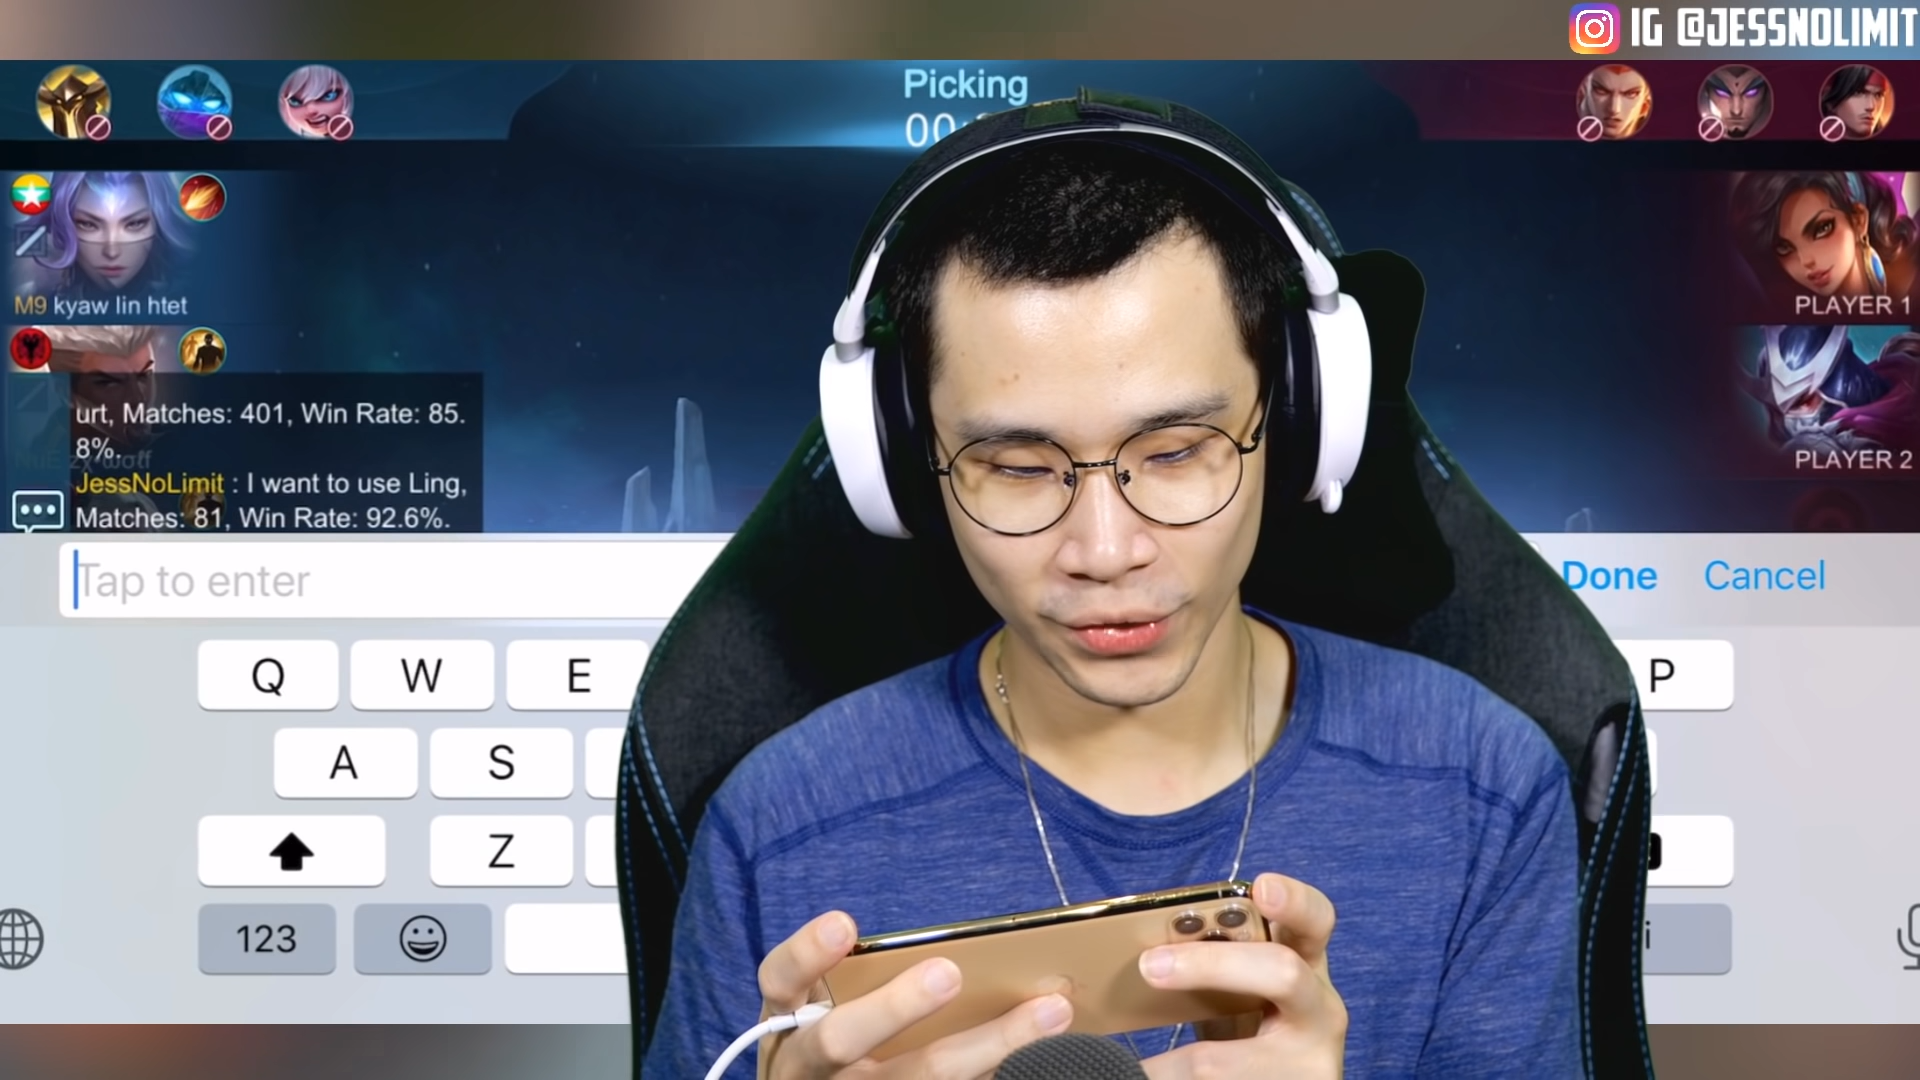 IG @JESSNOLIMIT
Picking
00:
M9 kyaw lin htet
PLAYER 1
urt, Matches: 401, Win Rate: 85.
8%.
JessNoLimit : I want to use Ling,
Matches: 81, Win Rate: 92.6%.
PLAYER 2
Tap to enter
Done
Cancel
Q
W
E
P
A
S
Z
123